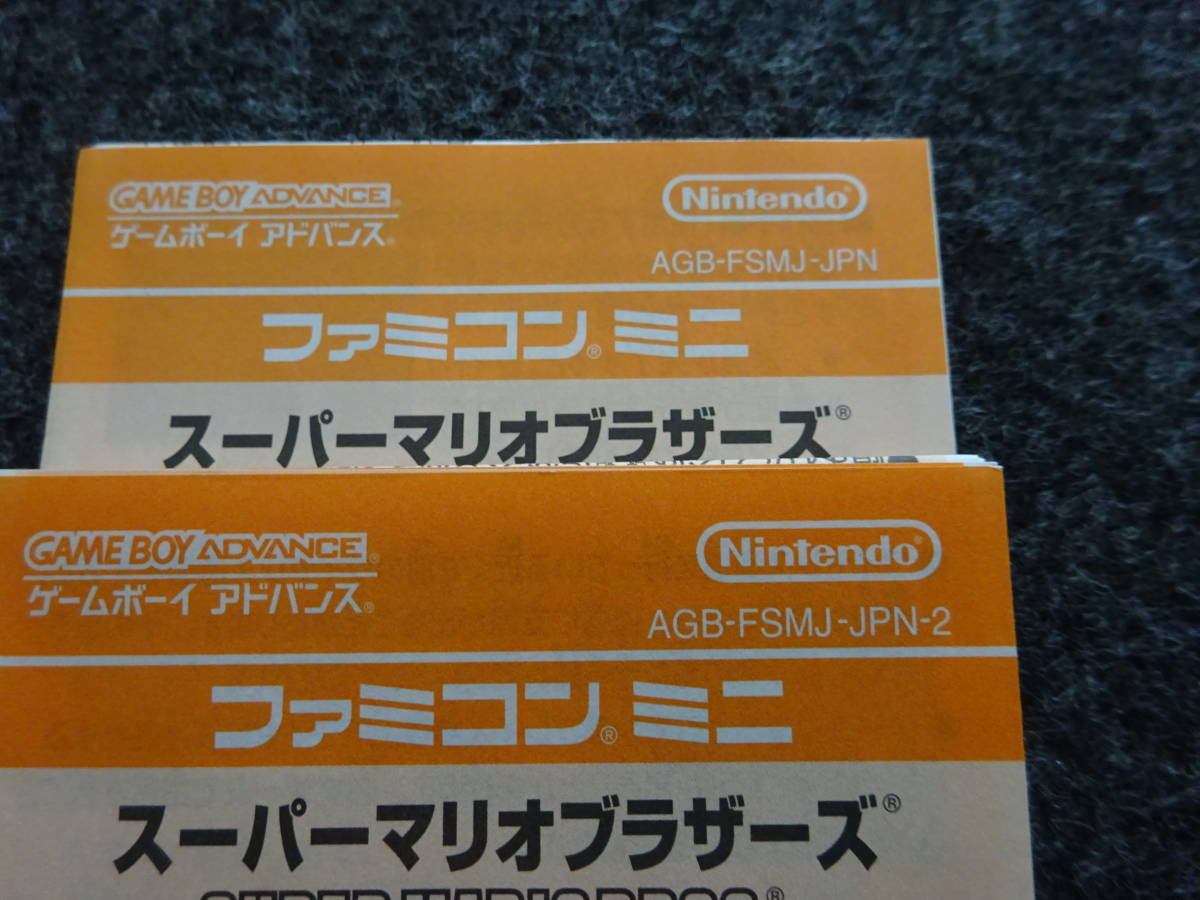 GAME BOY ADVANCE
Nintendo®
ゲームボーイ アドバンス®
AGB-FSMJ-JPN
ファミコン® ミニ
スーパーマリオブラザーズ®
GAME BOY ADVANCE®
Nintendo®
ゲームボーイ アドバンス®
AGB-FSMJ-JPN-2
ファミコン® ミニ
スーパーマリオブラザーズ®
SUPER MARIO BROS.®